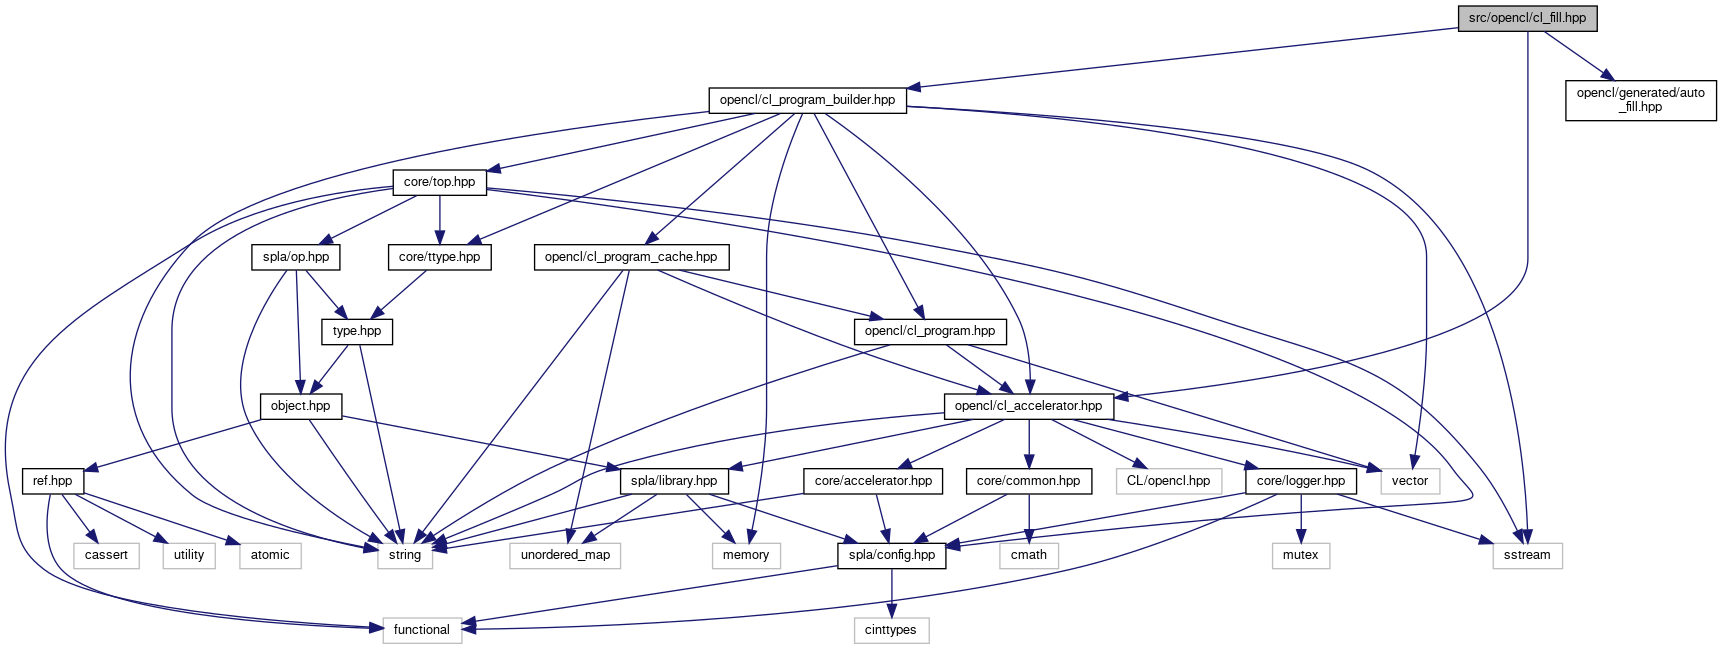 src/opencl/cl_fill.hpp
opencl/cl_program_builder.hpp
opencl/generated/auto
_fill.hpp
core/top.hpp
spla/op.hpp
core/ttype.hpp
opencl/cl_program_cache.hpp
type.hpp
opencl/cl_program.hpp
object.hpp
opencl/cl_accelerator.hpp
ref.hpp
spla/library.hpp
core/accelerator.hpp
core/common.hpp
CL/opencl.hpp
core/logger.hpp
vector
cassert
utility
atomic
string
unordered_map
memory
spla/config.hpp
cmath
mutex
sstream
functional
cinttypes